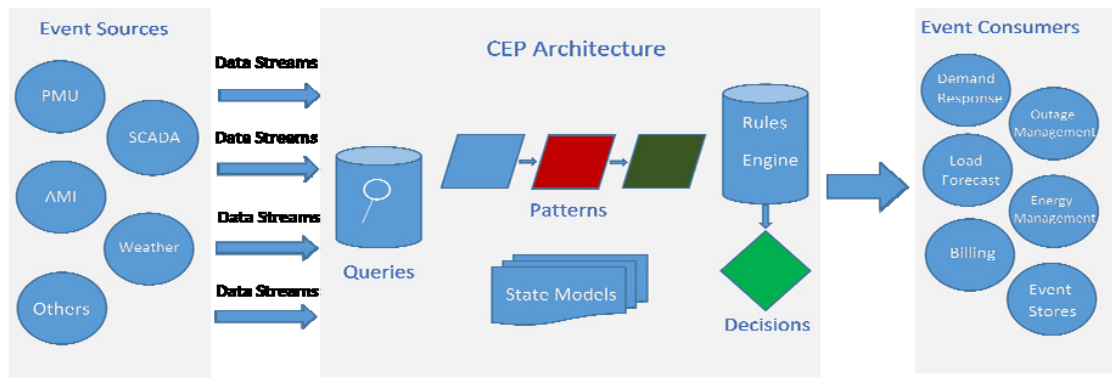 Event Sources
PMU
SCADA
AMI
Weather
Others
Data Streams
Data Streams
Data Streams
Data Streams
CEP Architecture
Queries
Patterns
State Models
Rules
Engine
Decisions
Event Consumers
Demand
Response
Outage
Management
Load
Forecast
Energy
Management
Billing
Event
Stores